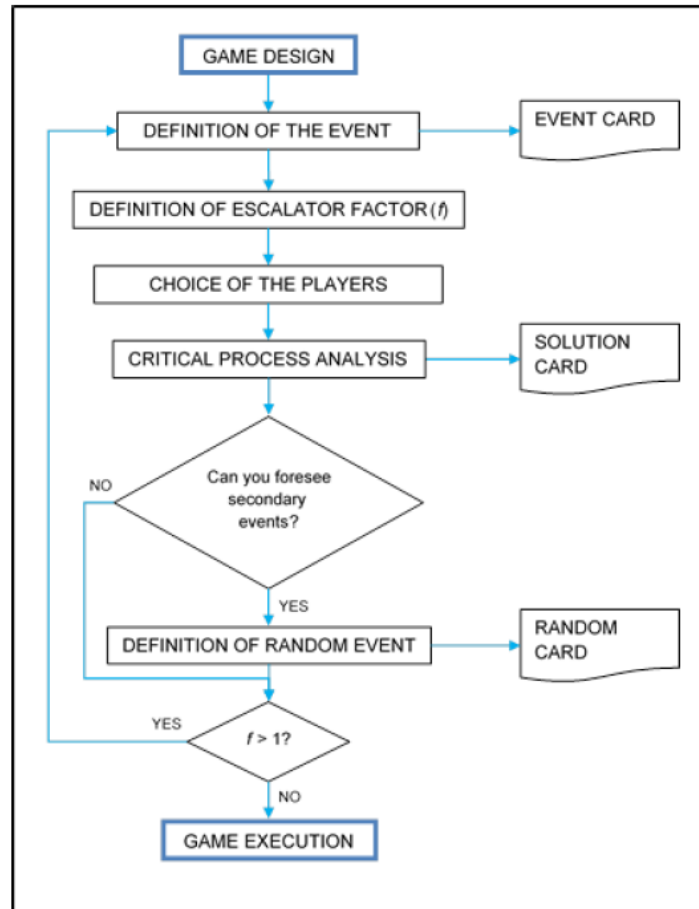 GAME DESIGN
DEFINITION OF THE EVENT
EVENT CARD
DEFINITION OF ESCALATOR FACTOR (f)
CHOICE OF THE PLAYERS
CRITICAL PROCESS ANALYSIS
SOLUTION
CARD
Can you foresee
secondary
events?
NO
YES
DEFINITION OF RANDOM EVENT
RANDOM
CARD
f > 1?
YES
NO
GAME EXECUTION